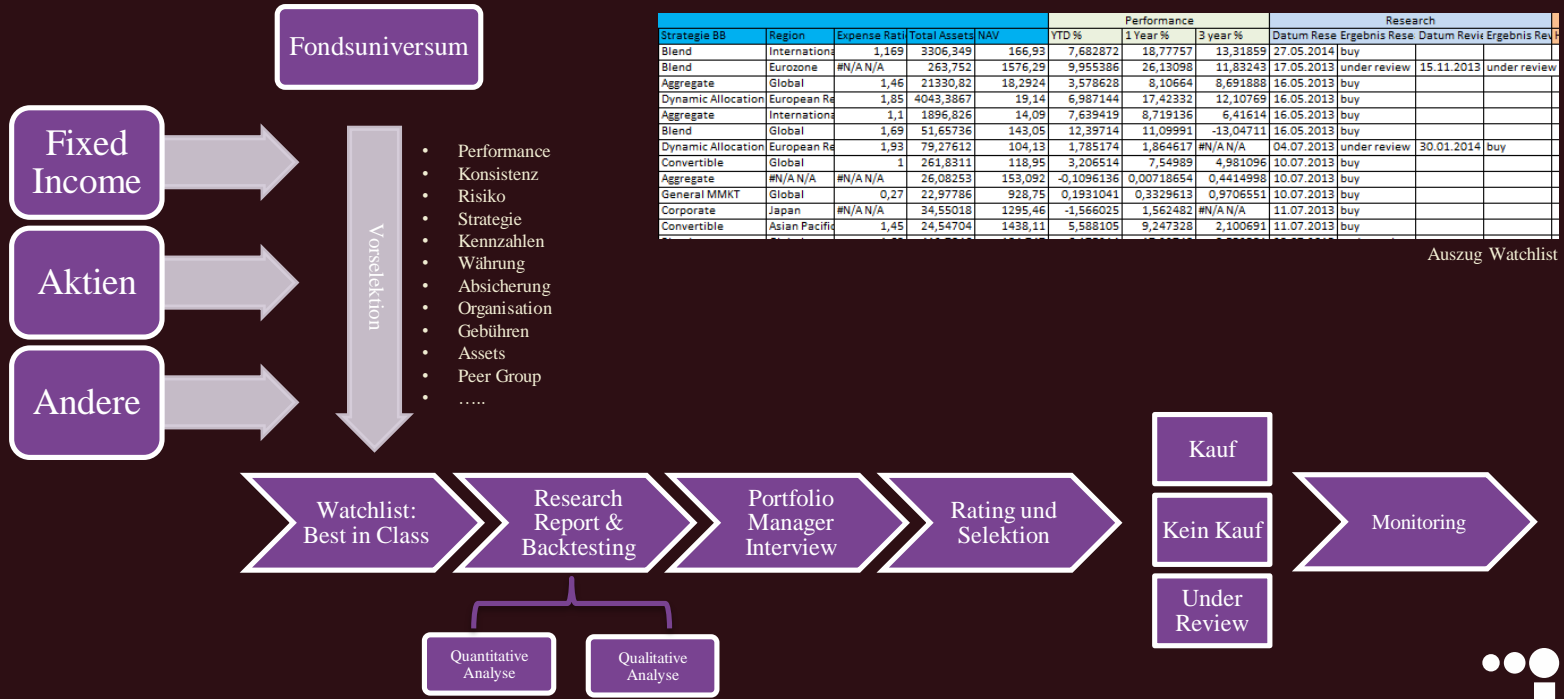 Fondsuniversum
Performance Research
Strategie BB Region Expense Rati Total Assets NAV YTD % 1 Year % 3 year % Datum Rese Ergebnis Rese Datum Revie Ergebnis Rev
Blend Internationa 1,169 3306,349 166,93 7,682872 18,77757 13,31859 27.05.2014 buy
Blend Eurozone #N/A N/A 263,752 1576,29 9,955386 26,13098 11,83243 17.05.2013 under review 15.11.2013 under review
Aggregate Global 1,46 21330,82 18,2924 3,578628 8,10664 8,691888 16.05.2013 buy
Dynamic Allocation European Re 1,85 4043,3867 19,14 6,987144 17,42332 12,10769 16.05.2013 buy
Aggregate Internationa 1,1 1896,826 14,09 7,639419 8,719136 6,41614 16.05.2013 buy
Blend Global 1,69 51,65736 143,05 12,39714 11,09991 -13,04711 16.05.2013 buy
Dynamic Allocation European Re 1,93 79,27612 104,13 1,785174 1,864617 #N/A N/A 04.07.2013 under review 30.01.2014 buy
Convertible Global 1 261,8311 118,95 3,206514 7,54989 4,981096 10.07.2013 buy
Aggregate #N/A N/A #N/A N/A 26,08253 153,092 -0,1096136 0,00718654 0,4414998 10.07.2013 buy
General MMKT Global 0,27 22,97786 928,75 0,1931041 0,3329613 0,9706551 10.07.2013 buy
Corporate Japan #N/A N/A 34,55018 1295,46 -1,566025 1,562482 #N/A N/A 11.07.2013 buy
Convertible Asian Pacific 1,45 24,54704 1438,11 5,588105 9,247328 2,100691 11.07.2013 buy
Auszug Watchlist
Fixed
Income
Aktien
Andere
Vorselektion
• Performance
• Konsistenz
• Risiko
• Strategie
• Kennzahlen
• Währung
• Absicherung
• Organisation
• Gebühren
• Assets
• Peer Group
• …..
Watchlist:
Best in Class
Research
Report &
Backtesting
Portfolio
Manager
Interview
Rating und
Selektion
Kauf
Kein Kauf
Under
Review
Monitoring
Quantitative
Analyse
Qualitative
Analyse